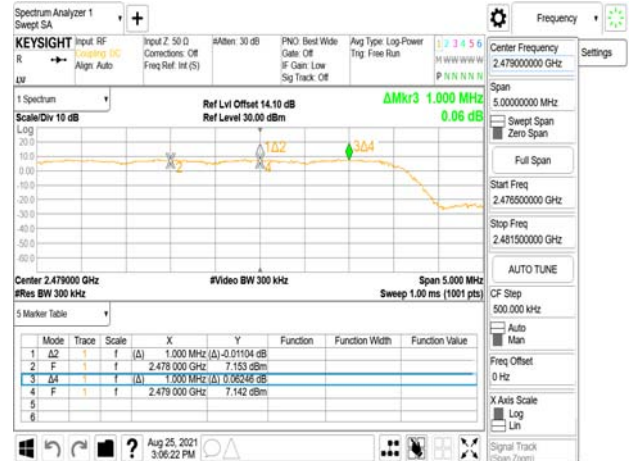 Spectrum Analyzer 1
Swept SA
+
Frequency
KEYSIGHT
Input: RF
Coupling: DC
Align: Auto
Input Z: 50 Ω
Corrections: Off
Freq Ref: Int (S)
#Atten: 30 dB
PNO: Best Wide
Gate: Off
IF Gain: Low
Sig Track: Off
Avg Type: Log-Power
Trig: Free Run
1 2 3 4 5 6
M W W W W W
P N N N N N
R
Center Frequency
2.479000000 GHz
Settings
Span
5.00000000 MHz
Swept Span
Zero Span
Full Span
Start Freq
2.476500000 GHz
Stop Freq
2.481500000 GHz
AUTO TUNE
CF Step
500.000 kHz
Auto
Man
Freq Offset
0 Hz
X Axis Scale
Log
Lin
Signal Track
(Span Zoom)
1 Spectrum
Scale/Div 10 dB
Ref Lvl Offset 14.10 dB
Ref Level 30.00 dBm
ΔMkr3 1.000 MHz
0.06 dB
Log
20.0
10.0
0.00
-10.0
-20.0
-30.0
-40.0
-50.0
-60.0
1Δ2
3Δ4
2
4
Center 2.479000 GHz
#Res BW 300 kHz
#Video BW 300 kHz
Span 5.000 MHz
Sweep 1.00 ms (1001 pts)
5 Marker Table
Mode Trace Scale X Y Function Function Width Function Value
1 Δ2 1 f (Δ) 1.000 MHz (Δ) -0.01104 dB
2 F 1 f 2.478 000 GHz 7.153 dBm
3 Δ4 1 f (Δ) 1.000 MHz (Δ) 0.06246 dB
4 F 1 f 2.479 000 GHz 7.142 dBm
5
6
?
Aug 25, 2021
3:06:22 PM